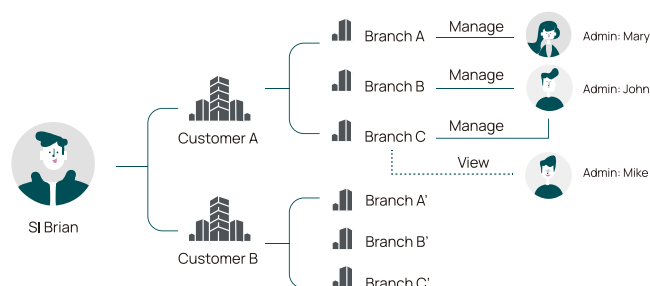 Branch A
Manage
Admin: Mary
Branch B
Manage
Admin: John
Customer A
Branch C
Manage
View
Admin: Mike
SI Brian
Branch A'
Branch B'
Customer B
Branch C'